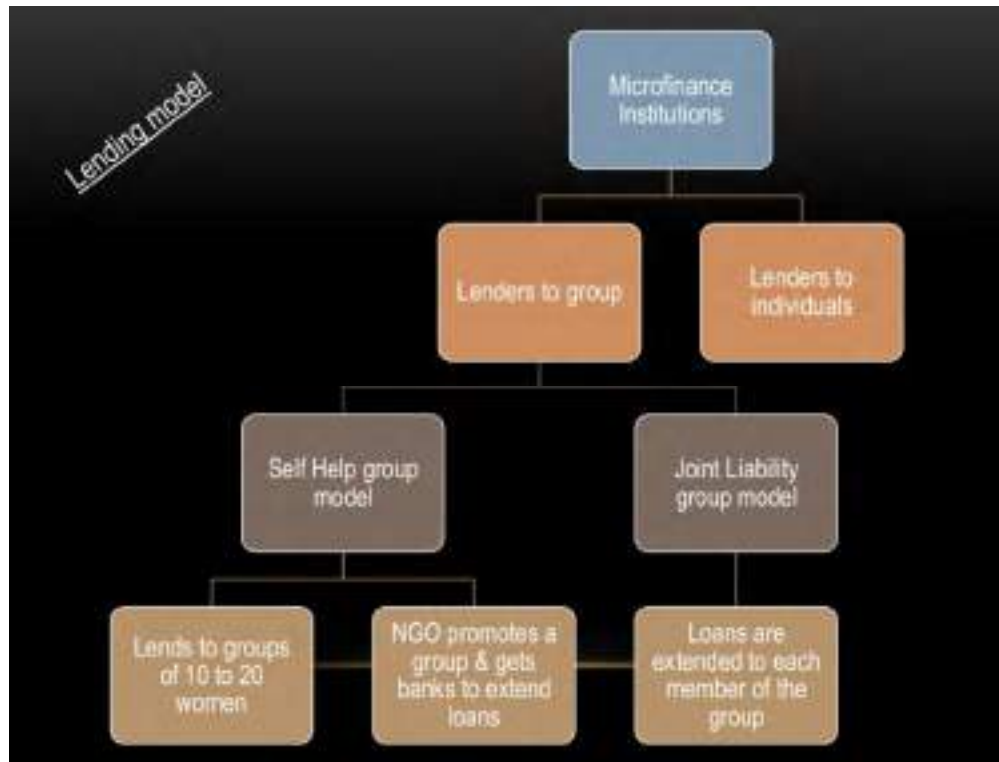 Lending model
Microfinance
Institutions
Lenders to group
Lenders to
individuals
Self Help group
model
Joint Liability
group model
Lends to groups
of 10 to 20
women
NGO promotes a
group & gets
banks to extend
loans
Loans are
extended to each
member of the
group